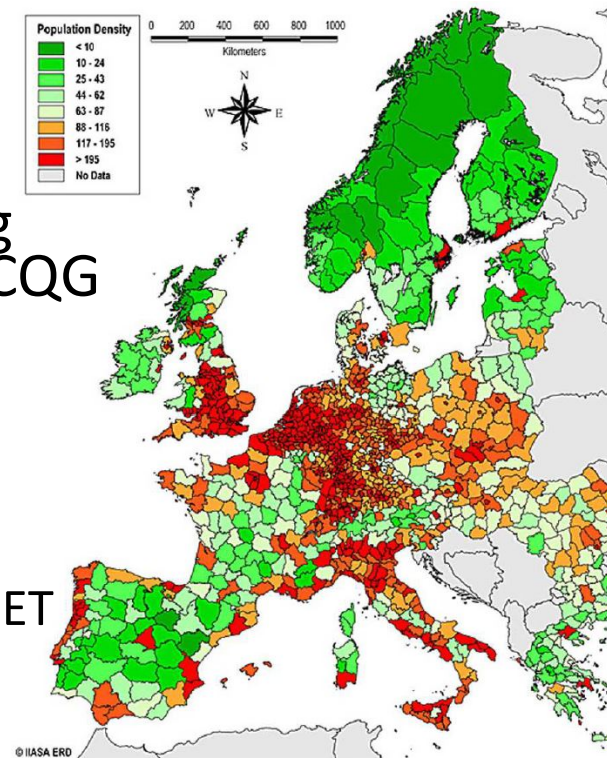 Population Density
< 10
10 - 24
25 - 43
44 - 62
63 - 87
88 - 116
117 - 195
> 195
No Data
0 200 400 600 800 1000
Kilometers
N
W E
S
g
CQG
ET
© IIASA ERD